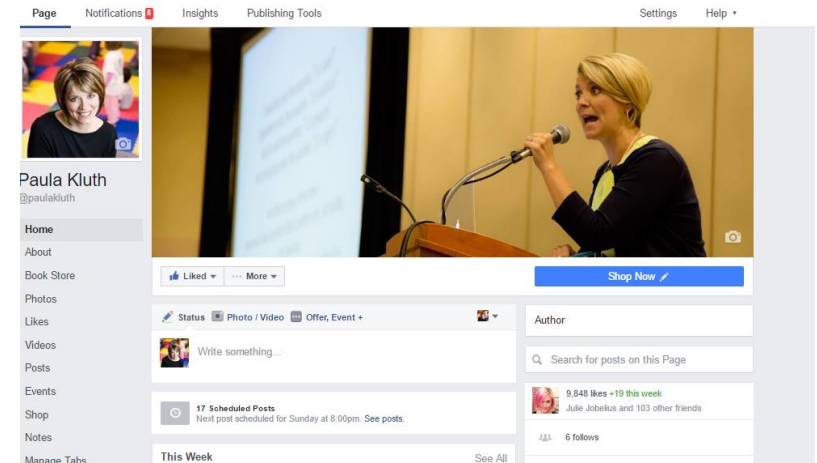 Page Notifications 8 Insights Publishing Tools Settings Help
Paula Kluth
@paulakluth
Home
About
Book Store
Photos
Likes
Videos
Posts
Events
Shop
Notes
Manage Tabs
Liked ··· More
Shop Now
Status Photo / Video Offer, Event +
Write something...
17 Scheduled Posts
Next post scheduled for Sunday at 8:00pm. See posts.
This Week See All
Author
Search for posts on this Page
9,848 likes +19 this week
Julie Jobelius and 103 other friends
6 follows